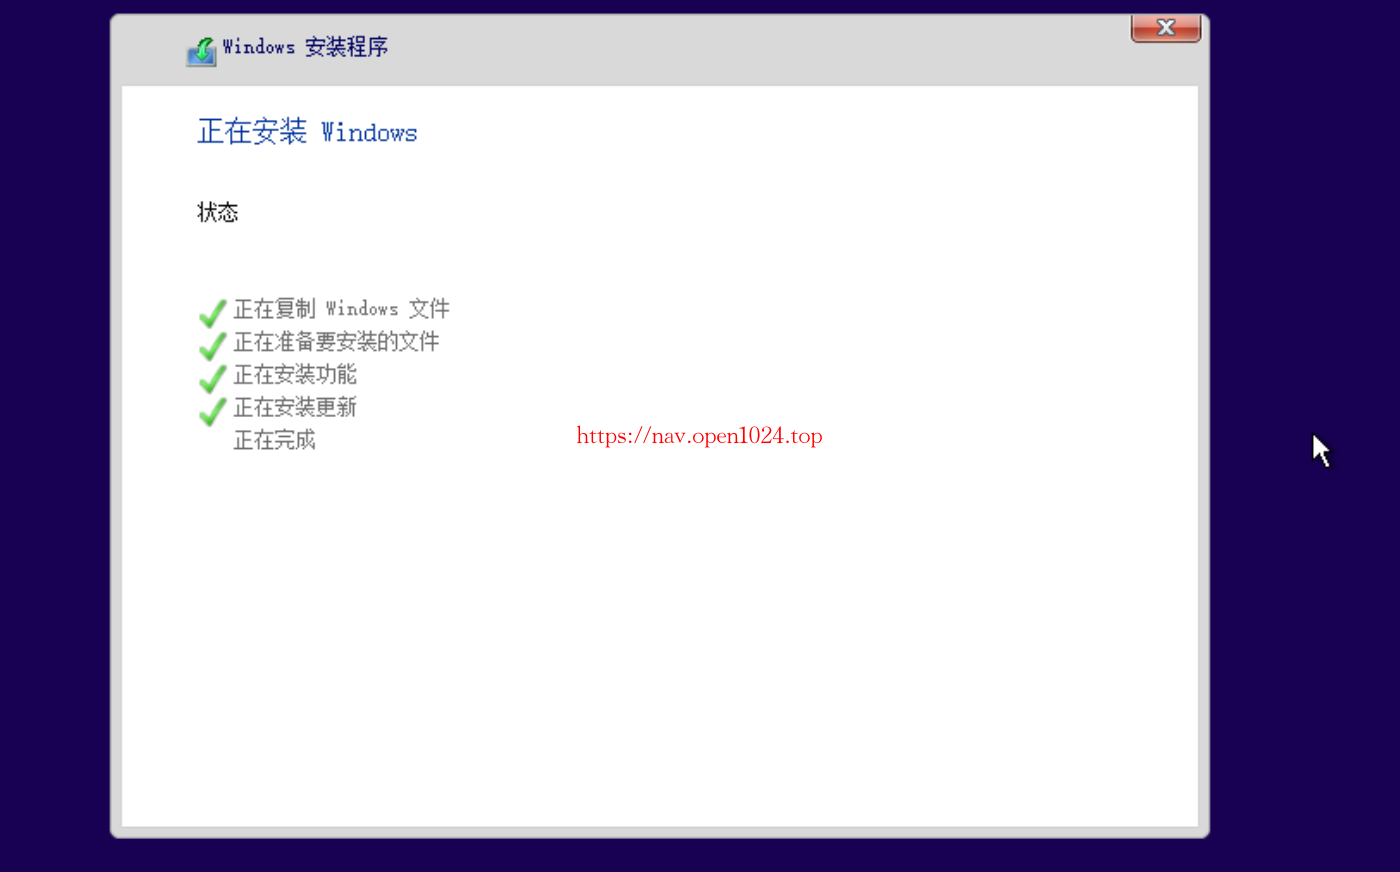 Windows 安装程序
正在安装 Windows
状态
正在复制 Windows 文件
正在准备要安装的文件
正在安装功能
正在安装更新
正在完成
https://nav.open1024.top